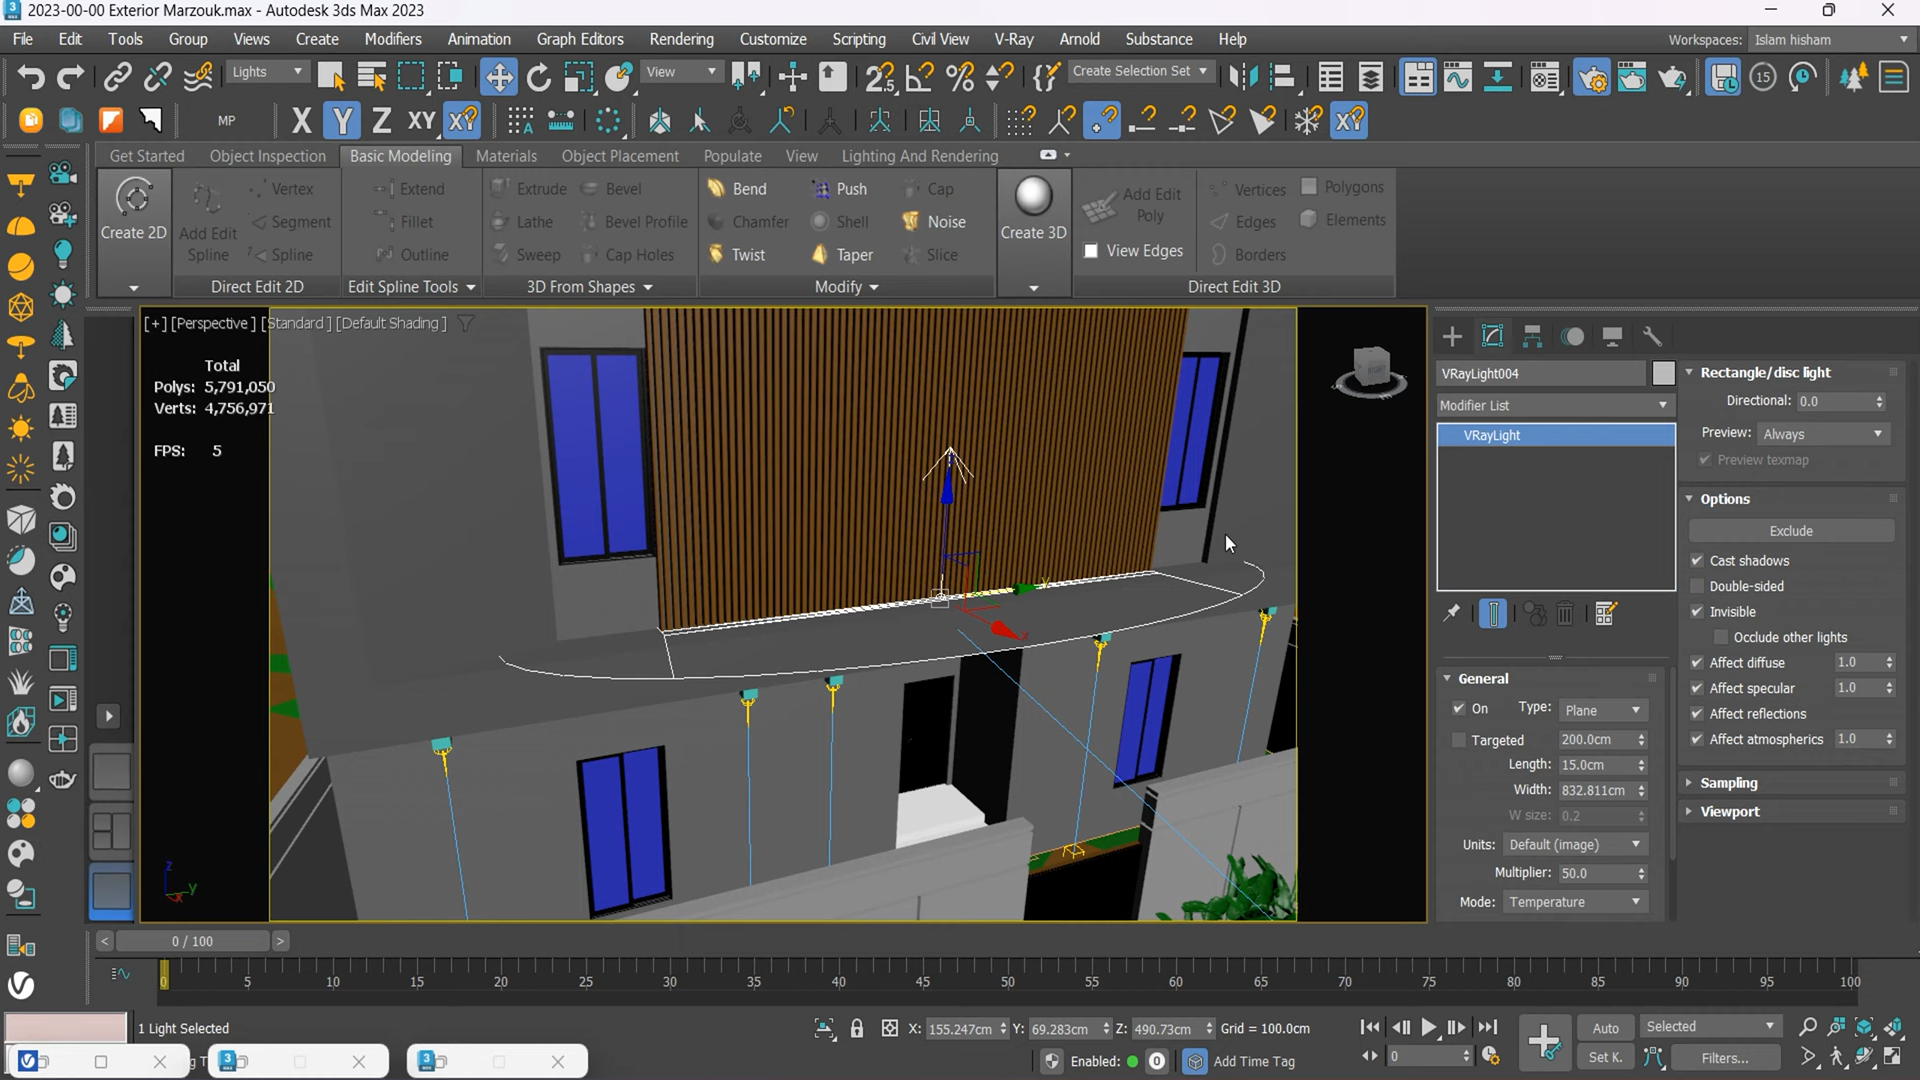 2023-00-00 Exterior Marzouk.max - Autodesk 3ds Max 2023
File Edit Tools Group Views Create Modifiers Animation Graph Editors Rendering Customize Scripting Civil View V-Ray Arnold Substance Help Workspaces: Islam hisham
Lights View Create Selection Set 15
MP X Y Z XY XY XY
Get Started Object Inspection Basic Modeling Materials Object Placement Populate View Lighting And Rendering
Vertex Extend Extrude Bevel Bend Push Cap Vertices Polygons
Create 2D Add Edit Spline Segment Fillet Lathe Bevel Profile Chamfer Shell Noise Create 3D Add Edit Poly Edges Elements
Spline Outline Sweep Cap Holes Twist Taper Slice View Edges Borders
Direct Edit 2D Edit Spline Tools 3D From Shapes Modify Direct Edit 3D
[+] [Perspective ] [Standard ] [Default Shading ]
Total
Polys: 5,791,050
Verts: 4,756,971
FPS: 5
z
y
x
y
x
VRayLight004
Modifier List
VRayLight
General
On Type: Plane
Targeted 200.0cm
Length: 15.0cm
Width: 832.811cm
W size: 0.2
Units: Default (image)
Multiplier: 50.0
Mode: Temperature
Rectangle/disc light
Directional: 0.0
Preview: Always
Preview texmap
Options
Exclude
Cast shadows
Double-sided
Invisible
Occlude other lights
Affect diffuse 1.0
Affect specular 1.0
Affect reflections
Affect atmospherics 1.0
Sampling
Viewport
< 0 / 100 >
0 5 10 15 20 25 30 35 40 45 50 55 60 65 70 75 80 85 90 95 100
1 Light Selected X: 155.247cm Y: 69.283cm Z: 490.73cm Grid = 100.0cm Auto Selected
Enabled: 0 Add Time Tag 0 Set K. Filters...